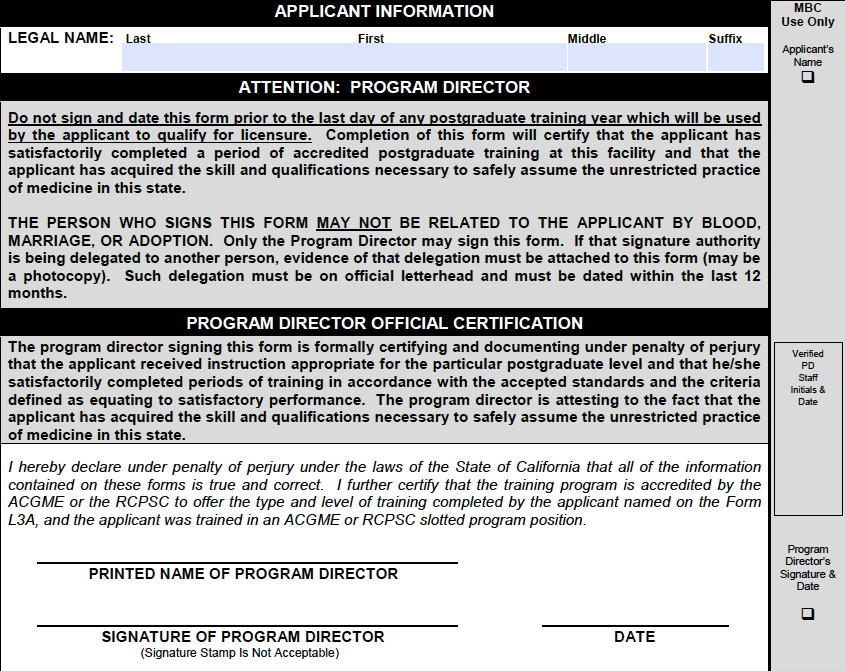 APPLICANT INFORMATION
MBC
Use Only
LEGAL NAME: Last First Middle Suffix
Applicant's
Name
❑
ATTENTION: PROGRAM DIRECTOR
Do not sign and date this form prior to the last day of any postgraduate training year which will be used
by the applicant to qualify for licensure. Completion of this form will certify that the applicant has
satisfactorily completed a period of accredited postgraduate training at this facility and that the
applicant has acquired the skill and qualifications necessary to safely assume the unrestricted practice
of medicine in this state.
THE PERSON WHO SIGNS THIS FORM MAY NOT BE RELATED TO THE APPLICANT BY BLOOD,
MARRIAGE, OR ADOPTION. Only the Program Director may sign this form. If that signature authority
is being delegated to another person, evidence of that delegation must be attached to this form (may be
a photocopy). Such delegation must be on official letterhead and must be dated within the last 12
months.
PROGRAM DIRECTOR OFFICIAL CERTIFICATION
The program director signing this form is formally certifying and documenting under penalty of perjury
that the applicant received instruction appropriate for the particular postgraduate level and that he/she
satisfactorily completed periods of training in accordance with the accepted standards and the criteria
defined as equating to satisfactory performance. The program director is attesting to the fact that the
applicant has acquired the skill and qualifications necessary to safely assume the unrestricted practice
of medicine in this state.
Verified
PD
Staff
Initials &
Date
I hereby declare under penalty of perjury under the laws of the State of California that all of the information
contained on these forms is true and correct. I further certify that the training program is accredited by the
ACGME or the RCPSC to offer the type and level of training completed by the applicant named on the Form
L3A, and the applicant was trained in an ACGME or RCPSC slotted program position.
PRINTED NAME OF PROGRAM DIRECTOR
Program
Director's
Signature &
Date
❑
SIGNATURE OF PROGRAM DIRECTOR DATE
(Signature Stamp Is Not Acceptable)